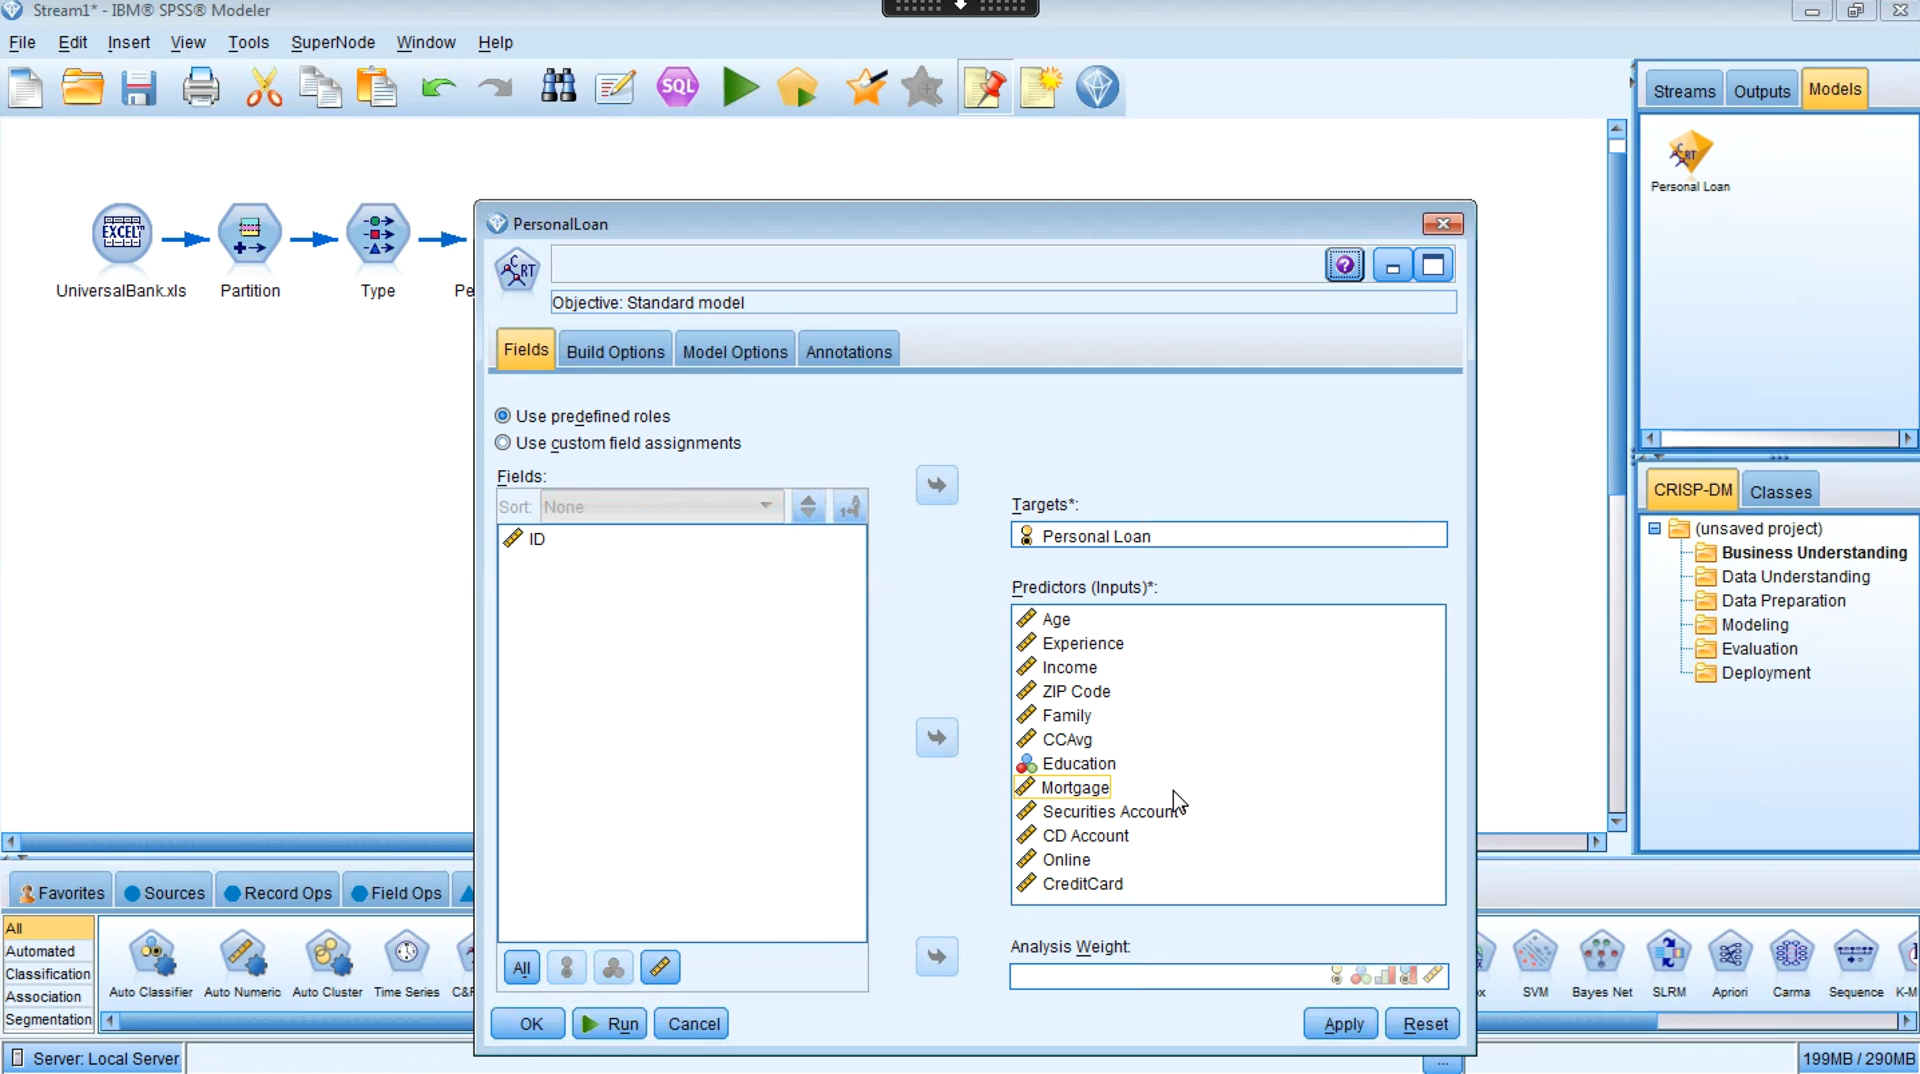 Stream1* - IBM® SPSS® Modeler
File Edit Insert View Tools SuperNode Window Help
SQL
Streams Outputs Models
CRT
Personal Loan
EXCEL
UniversalBank.xls Partition Type Pe
PersonalLoan
CRT
Objective: Standard model
Fields Build Options Model Options Annotations
Use predefined roles
Use custom field assignments
Fields:
Sort: None
ID
All
Targets*:
Personal Loan
Predictors (Inputs)*:
Age
Experience
Income
ZIP Code
Family
CCAvg
Education
Mortgage
Securities Account
CD Account
Online
CreditCard
Analysis Weight:
OK Run Cancel Apply Reset
CRISP-DM Classes
(unsaved project)
Business Understanding
Data Understanding
Data Preparation
Modeling
Evaluation
Deployment
Favorites Sources Record Ops Field Ops
All
Automated
Classification
Association
Segmentation
Auto Classifier Auto Numeric Auto Cluster Time Series C&R
SVM Bayes Net SLRM Apriori Carma Sequence K-M
Server: Local Server
...
199MB / 290MB